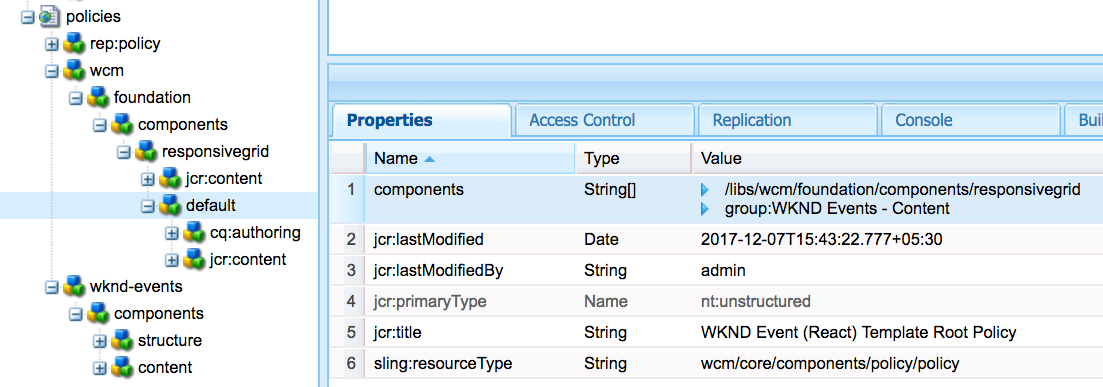 policies
rep:policy
wcm
foundation
components
responsivegrid
jcr:content
default
cq:authoring
jcr:content
wknd-events
components
structure
content
Properties Access Control Replication Console
Name Type Value
1 components String[] /libs/wcm/foundation/components/responsivegrid
group:WKND Events - Content
2 jcr:lastModified Date 2017-12-07T15:43:22.777+05:30
3 jcr:lastModifiedBy String admin
4 jcr:primaryType Name nt:unstructured
5 jcr:title String WKND Event (React) Template Root Policy
6 sling:resourceType String wcm/core/components/policy/policy